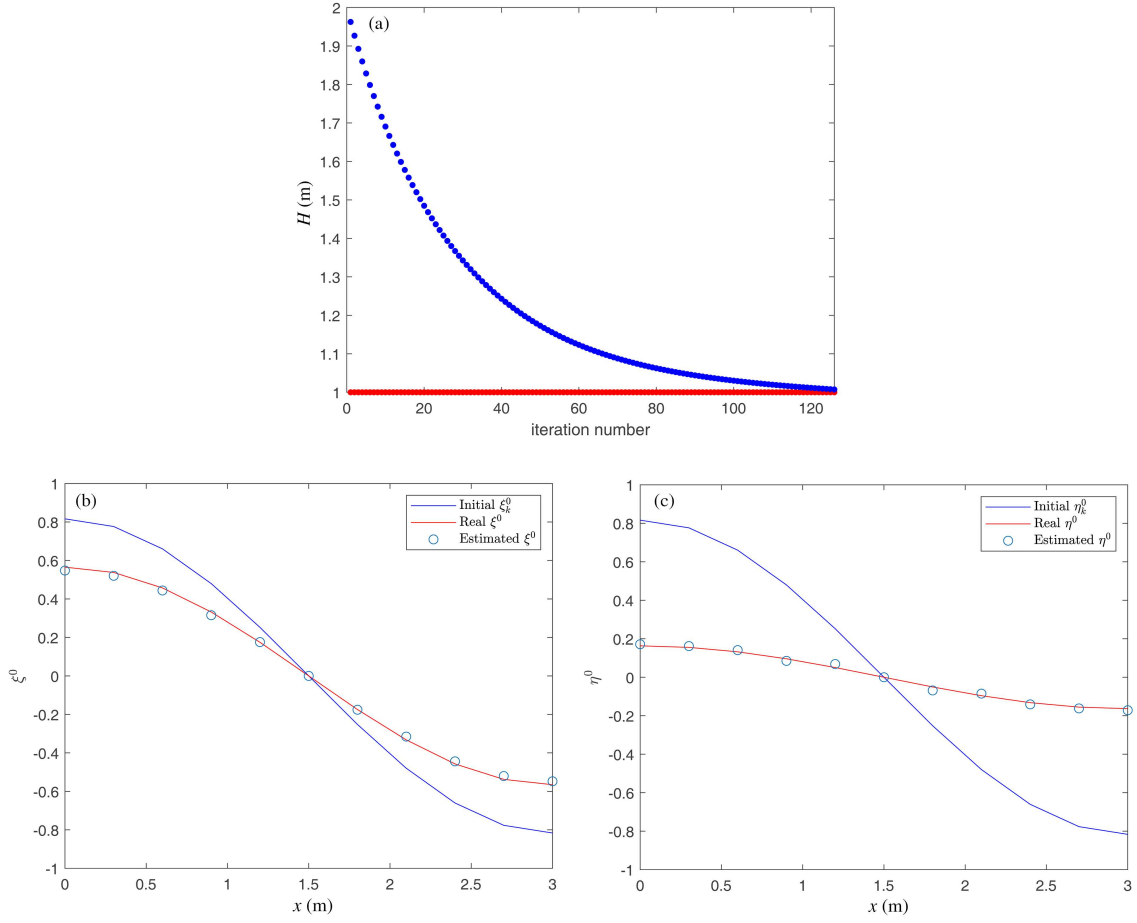 (a)
2
1.9
1.8
1.7
1.6
1.5
1.4
1.3
1.2
1.1
1
H (m)
0 20 40 60 80 100 120
iteration number
(b)
Initial ξₖ⁰
Real ξ⁰
Estimated ξ⁰
1
0.8
0.6
0.4
0.2
0
-0.2
-0.4
-0.6
-0.8
-1
ξ⁰
0 0.5 1 1.5 2 2.5 3
x (m)
(c)
Initial ηₖ⁰
Real η⁰
Estimated η⁰
1
0.8
0.6
0.4
0.2
0
-0.2
-0.4
-0.6
-0.8
-1
η⁰
0 0.5 1 1.5 2 2.5 3
x (m)